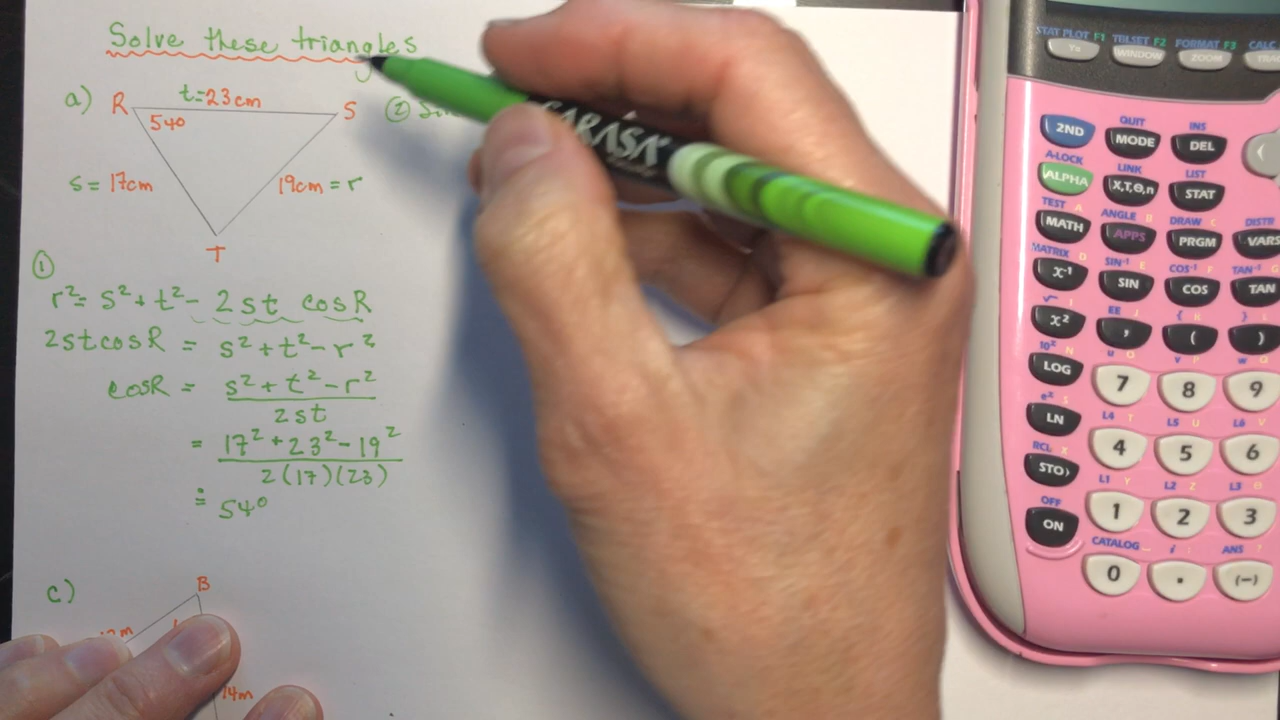 Solve these triangles
a) R t=23cm S ②
54°
s = 17cm 19cm = r
T
①
r²= s²+t²- 2st cosR
2stcosR = s²+t²-r²
cosR = s²+t²-r²
2st
= 17²+23²-19²
2(17)(23)
≐ 54°
c) B
14m
SARASA
STAT PLOT F1 TBLSET F2 FORMAT F3 CALC
Y= WINDOW ZOOM
QUIT INS
2ND MODE DEL
A-LOCK LINK LIST
ALPHA X,T,Θ,n STAT
TEST A ANGLE B DRAW C DISTR
MATH APPS PRGM VARS
MATRIX D SIN⁻¹ E COS⁻¹ F TAN⁻¹ G
x⁻¹ SIN COS TAN
√ I EE J { K } L
x² , ( )
10ˣ N u O v P w Q
LOG 7 8 9
eˣ S L4 T L5 U L6 V
LN 4 5 6
RCL X L1 Y L2 Z L3 θ
STO› 1 2 3
OFF CATALOG i ANS
ON 0 . (−)